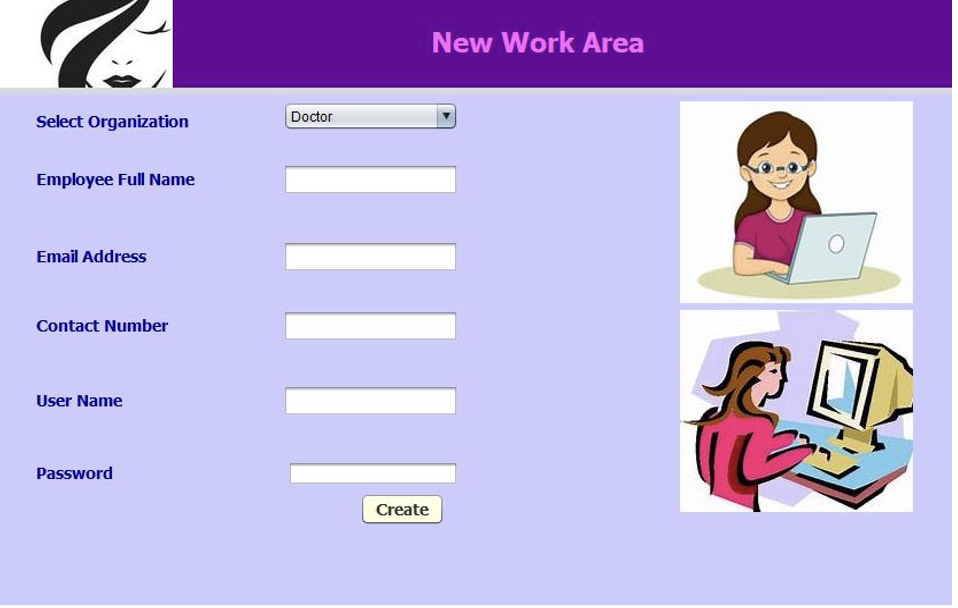 New Work Area
Select Organization
Doctor
Employee Full Name
Email Address
Contact Number
User Name
Password
Create